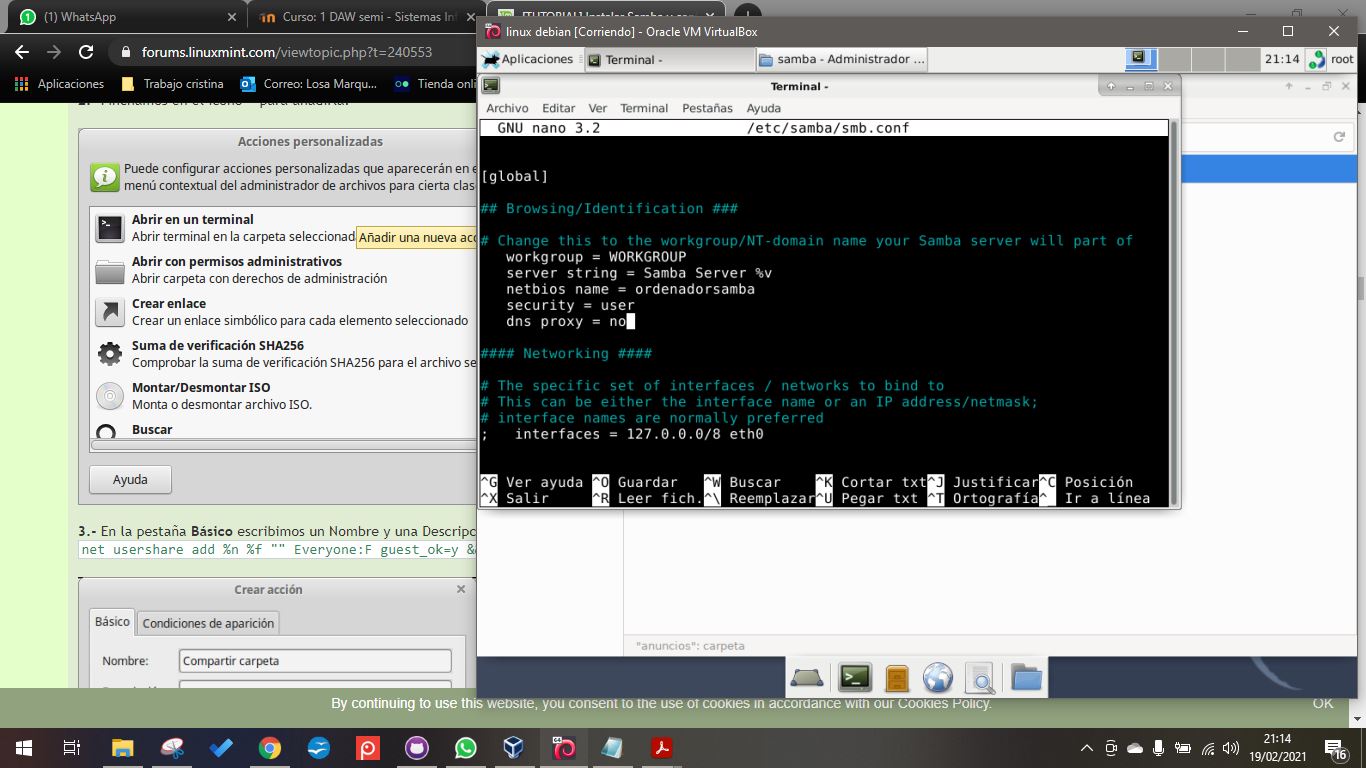 (1) WhatsApp
Curso: 1 DAW semi - Sistemas Inf
[TUTORIAL] Instalar Samba y con
forums.linuxmint.com/viewtopic.php?t=240553
Aplicaciones
Trabajo cristina
Correo: Losa Marqu...
Tienda onli
Acciones personalizadas
Puede configurar acciones personalizadas que aparecerán en e
menú contextual del administrador de archivos para cierta clas
Abrir en un terminal
Abrir terminal en la carpeta seleccionad
Añadir una nueva acc
Abrir con permisos administrativos
Abrir carpeta con derechos de administración
Crear enlace
Crear un enlace simbólico para cada elemento seleccionado
Suma de verificación SHA256
Comprobar la suma de verificación SHA256 para el archivo se
Montar/Desmontar ISO
Monta o desmontar archivo ISO.
Buscar
Ayuda
3.- En la pestaña Básico escribimos un Nombre y una Descripc
net usershare add %n %f "" Everyone:F guest_ok=y &
Crear acción
Básico
Condiciones de aparición
Nombre:
Compartir carpeta
linux debian [Corriendo] - Oracle VM VirtualBox
Aplicaciones
Terminal -
samba - Administrador ...
21:14
root
Terminal -
Archivo Editar Ver Terminal Pestañas Ayuda
GNU nano 3.2 /etc/samba/smb.conf
[global]
## Browsing/Identification ###
# Change this to the workgroup/NT-domain name your Samba server will part of
workgroup = WORKGROUP
server string = Samba Server %v
netbios name = ordenadorsamba
security = user
dns proxy = no
#### Networking ####
# The specific set of interfaces / networks to bind to
# This can be either the interface name or an IP address/netmask;
# interface names are normally preferred
; interfaces = 127.0.0.0/8 eth0
^G Ver ayuda ^O Guardar ^W Buscar ^K Cortar txt ^J Justificar ^C Posición
^X Salir ^R Leer fich. ^\ Reemplazar ^U Pegar txt ^T Ortografía ^_ Ir a línea
"anuncios": carpeta
By continuing to use this website, you consent to the use of cookies in accordance with our Cookies Policy.
OK
21:14
19/02/2021
16